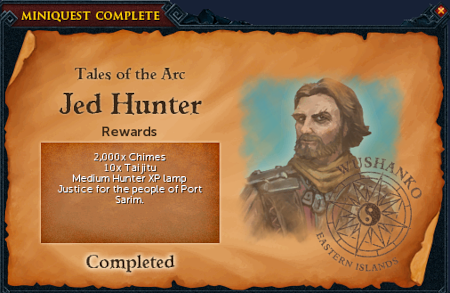 MINIQUEST COMPLETE
Tales of the Arc
Jed Hunter
Rewards
2,000x Chimes
10x Taijitu
Medium Hunter XP lamp
Justice for the people of Port
Sarim.
WUSHANKO
EASTERN ISLANDS
Completed